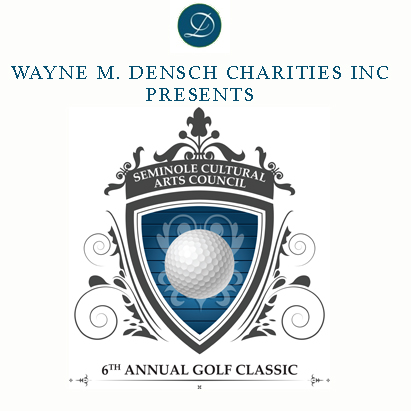 D
WAYNE M. DENSCH CHARITIES INC
PRESENTS
SEMINOLE CULTURAL
ARTS COUNCIL
6TH ANNUAL GOLF CLASSIC